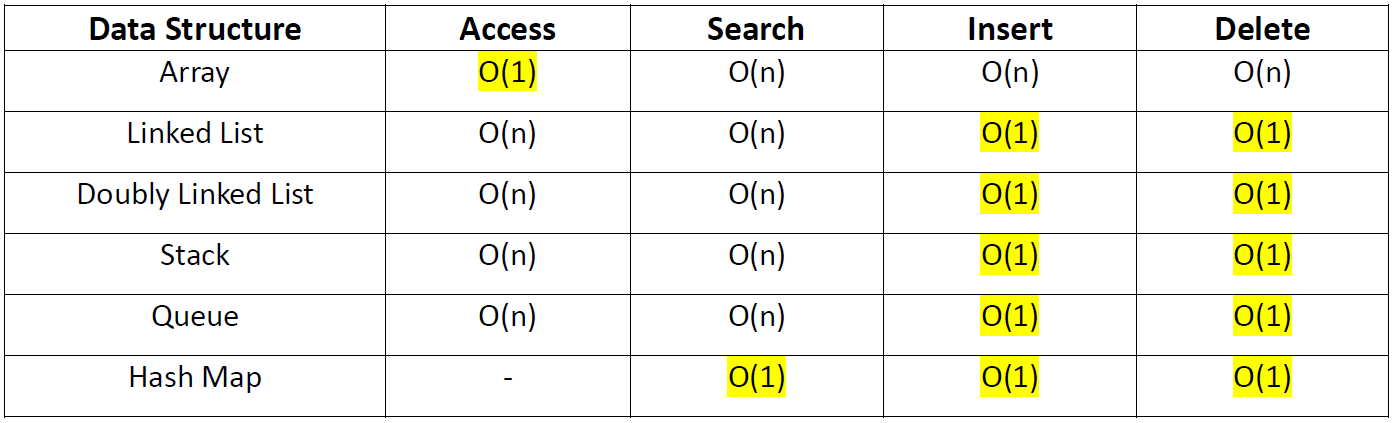 Data Structure Access Search Insert Delete
Array O(1) O(n) O(n) O(n)
Linked List O(n) O(n) O(1) O(1)
Doubly Linked List O(n) O(n) O(1) O(1)
Stack O(n) O(n) O(1) O(1)
Queue O(n) O(n) O(1) O(1)
Hash Map - O(1) O(1) O(1)